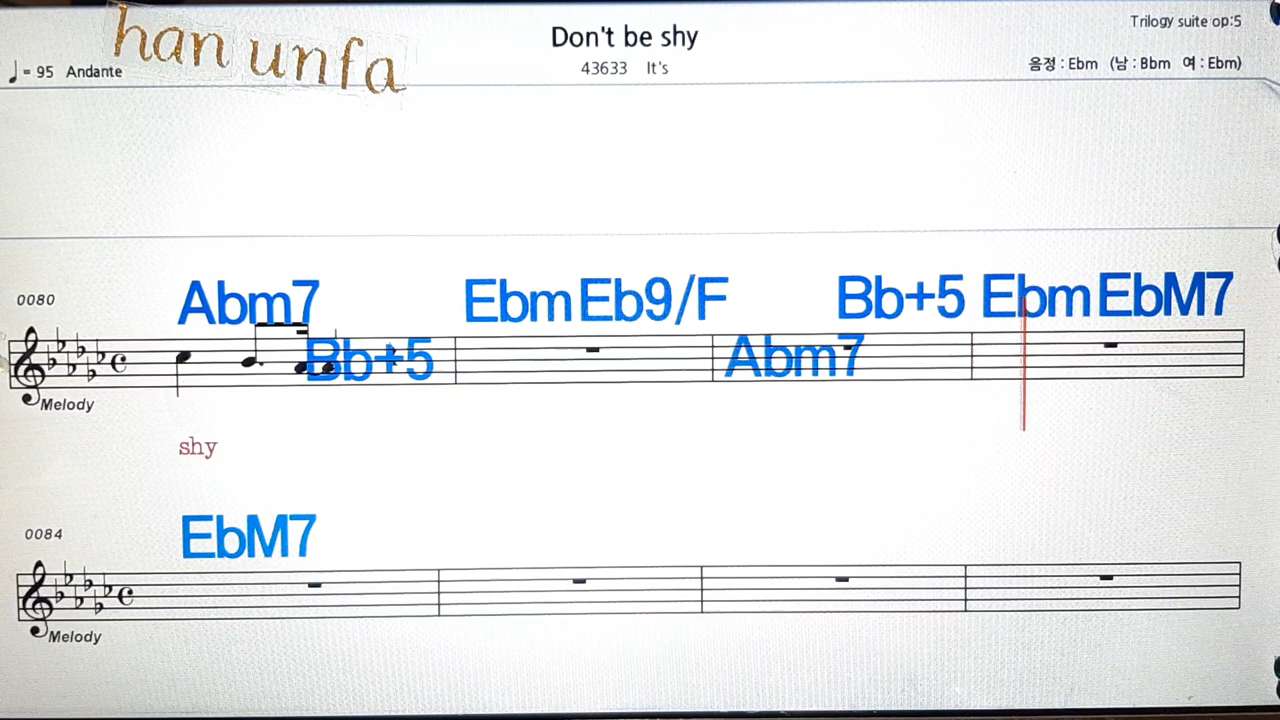 han unfa
Don't be shy
Trilogy suite op:5
♩ = 95 Andante
43633 It's
음정 : Ebm (남 : Bbm 여 : Ebm)
0080
Abm7 Bb+5 Ebm Eb9/F Abm7 Bb+5 Ebm EbM7
Melody
shy
0084
EbM7
Melody